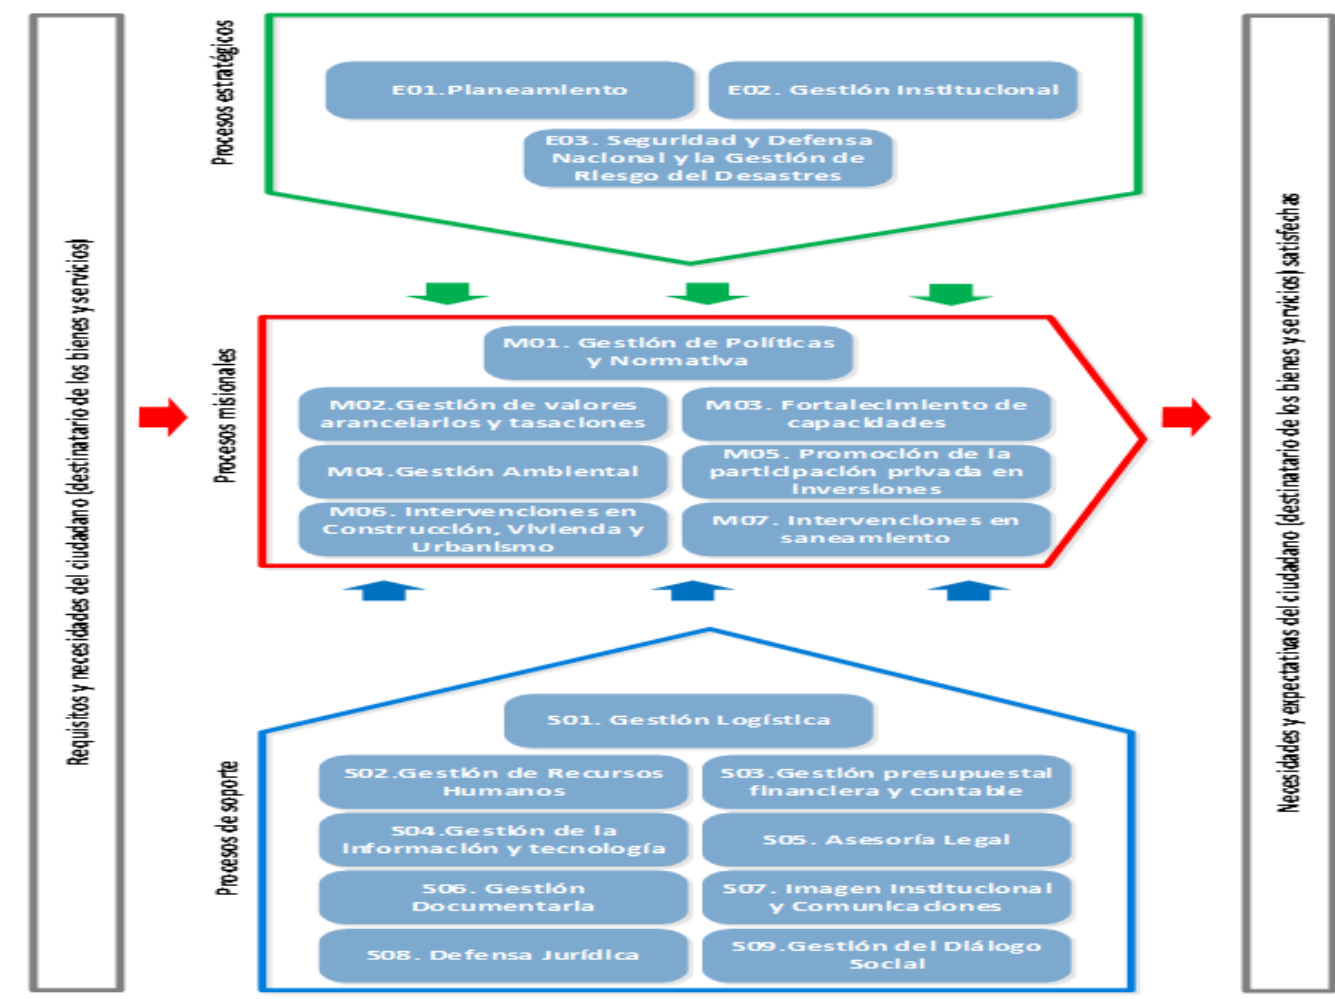 Requisitos y necesidades del ciudadano (destinatario de los bienes y servicios)
Procesos estratégicos
E01.Planeamiento
E02. Gestión Institucional
E03. Seguridad y Defensa
Nacional y la Gestión de
Riesgo del Desastres
Procesos misionales
M01. Gestión de Políticas
y Normativa
M02.Gestión de valores
arancelarios y tasaciones
M03. Fortalecimiento de
capacidades
M04.Gestión Ambiental
M05. Promoción de la
participación privada en
inversiones
M06. Intervenciones en
Construcción, Vivienda y
Urbanismo
M07. Intervenciones en
saneamiento
Procesos de soporte
S01. Gestión Logística
S02.Gestión de Recursos
Humanos
S03.Gestión presupuestal
financiera y contable
S04.Gestión de la
información y tecnología
S05. Asesoría Legal
S06. Gestión
Documentaria
S07. Imagen Institucional
y Comunicaciones
S08. Defensa Jurídica
S09.Gestión del Diálogo
Social
Necesidades y expectativas del ciudadano (destinatario de los bienes y servicios) satisfechas